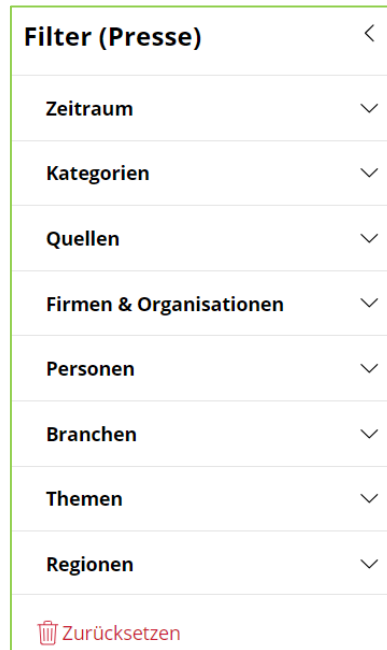 Filter (Presse)
Zeitraum
Kategorien
Quellen
Firmen & Organisationen
Personen
Branchen
Themen
Regionen
Zurücksetzen